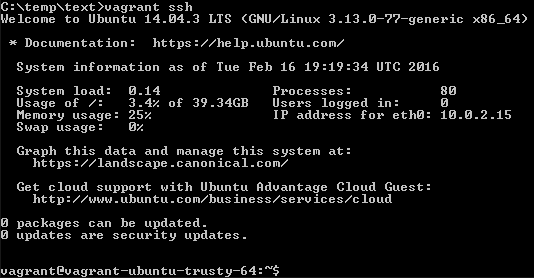 C:\temp\text>vagrant ssh
Welcome to Ubuntu 14.04.3 LTS (GNU/Linux 3.13.0-77-generic x86_64)
* Documentation:  https://help.ubuntu.com/
System information as of Tue Feb 16 19:19:34 UTC 2016
System load:  0.14              Processes:           80
Usage of /:   3.4% of 39.34GB   Users logged in:     0
Memory usage: 25%               IP address for eth0: 10.0.2.15
Swap usage:   0%
Graph this data and manage this system at:
https://landscape.canonical.com/
Get cloud support with Ubuntu Advantage Cloud Guest:
http://www.ubuntu.com/business/services/cloud
0 packages can be updated.
0 updates are security updates.
vagrant@vagrant-ubuntu-trusty-64:~$